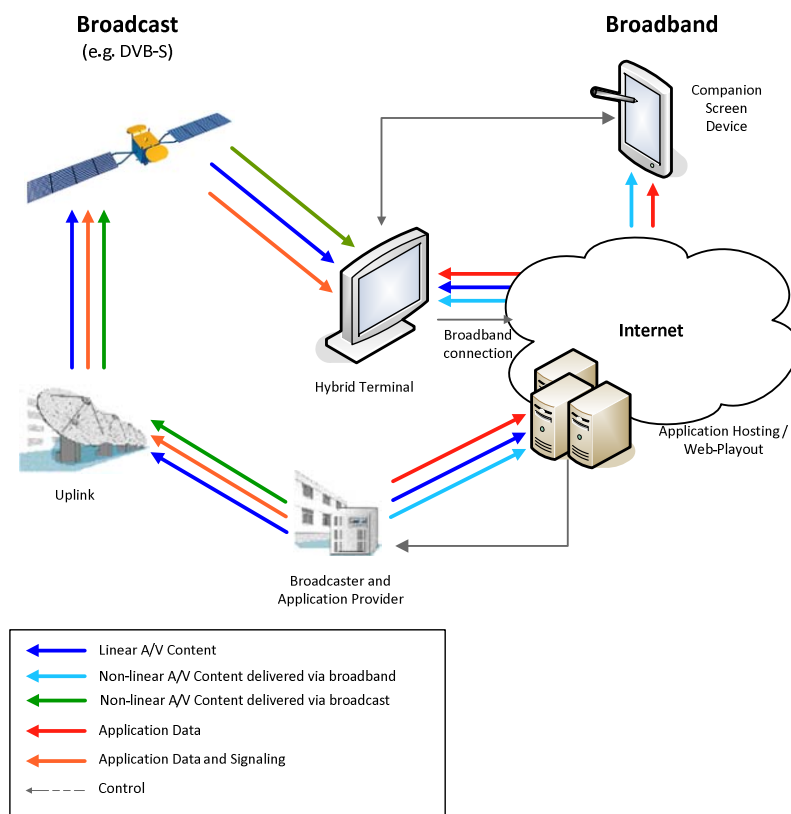 Broadcast
(e.g. DVB-S)
Broadband
Companion
Screen
Device
Internet
Broadband
connection
Hybrid Terminal
Application Hosting /
Web-Playout
Uplink
Broadcaster and
Application Provider
Linear A/V Content
Non-linear A/V Content delivered via broadband
Non-linear A/V Content delivered via broadcast
Application Data
Application Data and Signaling
Control